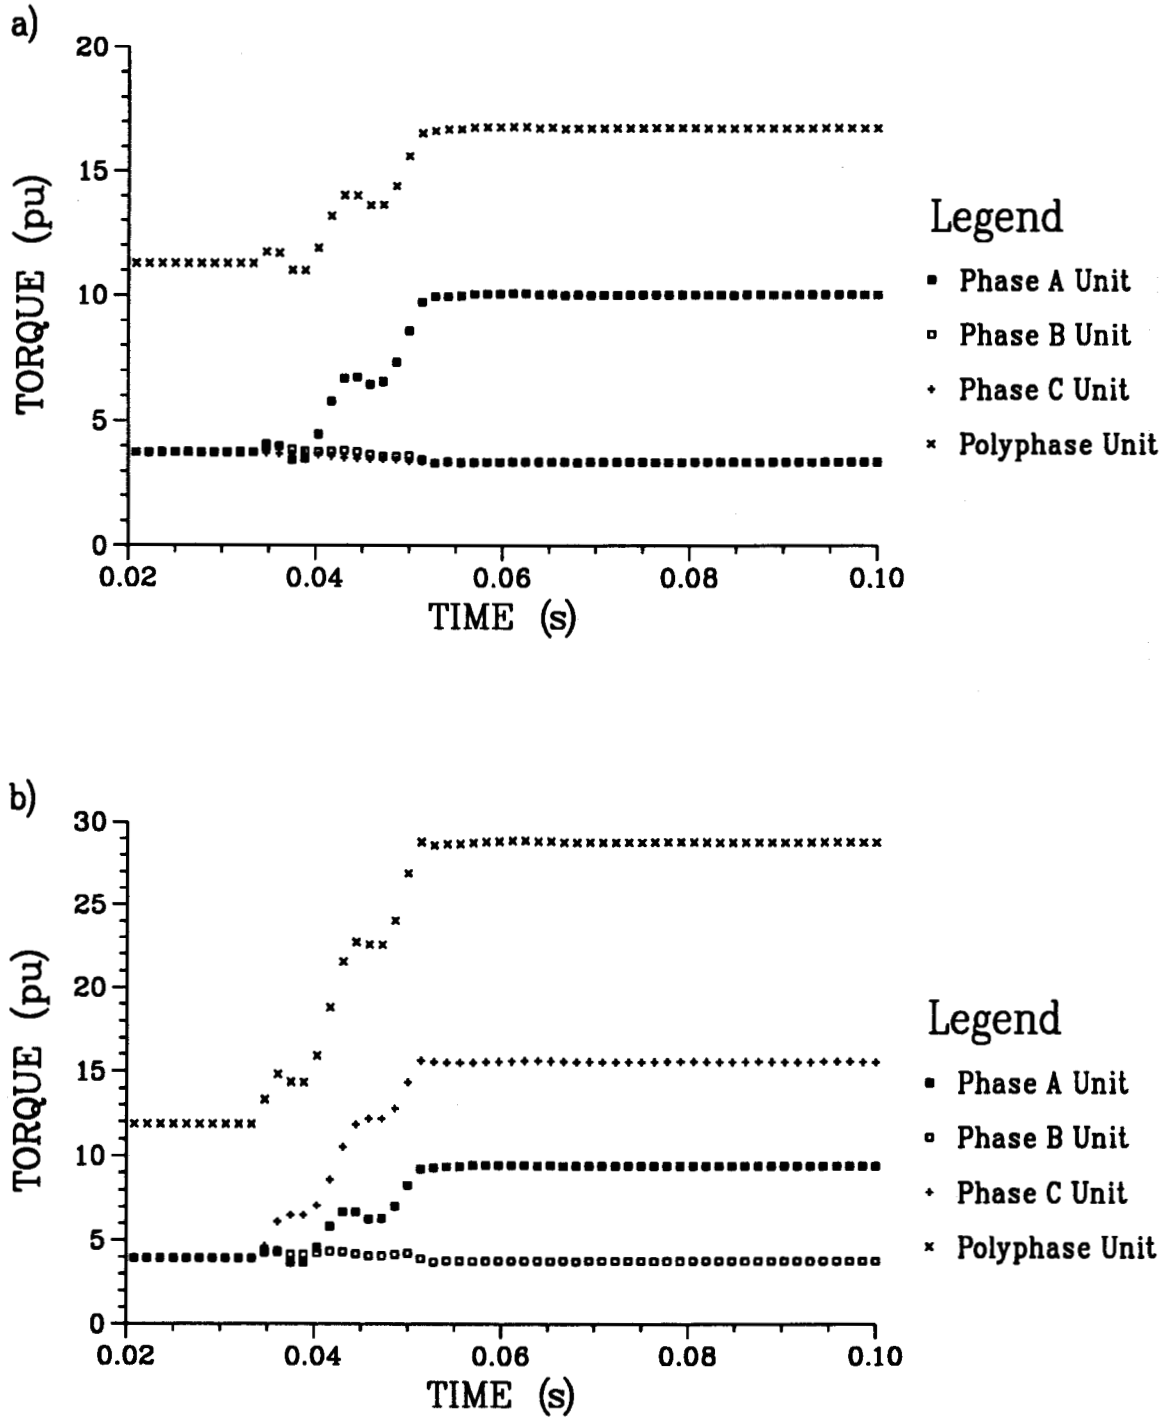 a)
20
15
10
5
0
TORQUE (pu)
0.02 0.04 0.06 0.08 0.10
TIME (s)
Legend
Phase A Unit
Phase B Unit
Phase C Unit
Polyphase Unit
b)
30
25
20
15
10
5
0
TORQUE (pu)
0.02 0.04 0.06 0.08 0.10
TIME (s)
Legend
Phase A Unit
Phase B Unit
Phase C Unit
Polyphase Unit